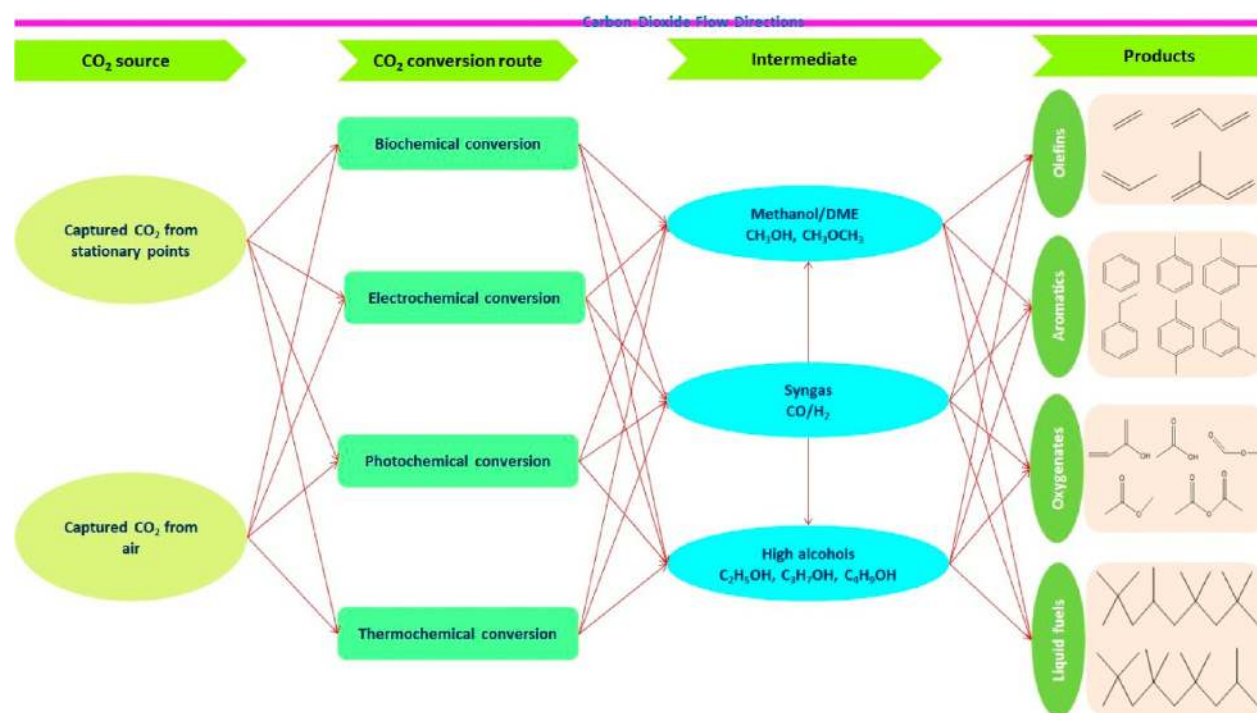 Carbon Dioxide Flow Directions
CO₂ source
CO₂ conversion route
Intermediate
Products
Captured CO₂ from
stationary points
Captured CO₂ from
air
Biochemical conversion
Electrochemical conversion
Photochemical conversion
Thermochemical conversion
Methanol/DME
CH₃OH, CH₃OCH₃
Syngas
CO/H₂
High alcohols
C₂H₅OH, C₃H₇OH, C₄H₉OH
Olefins
Aromatics
Oxygenates
O
O
OH
OH
O
O
O
O
O
O
O
Liquid fuels